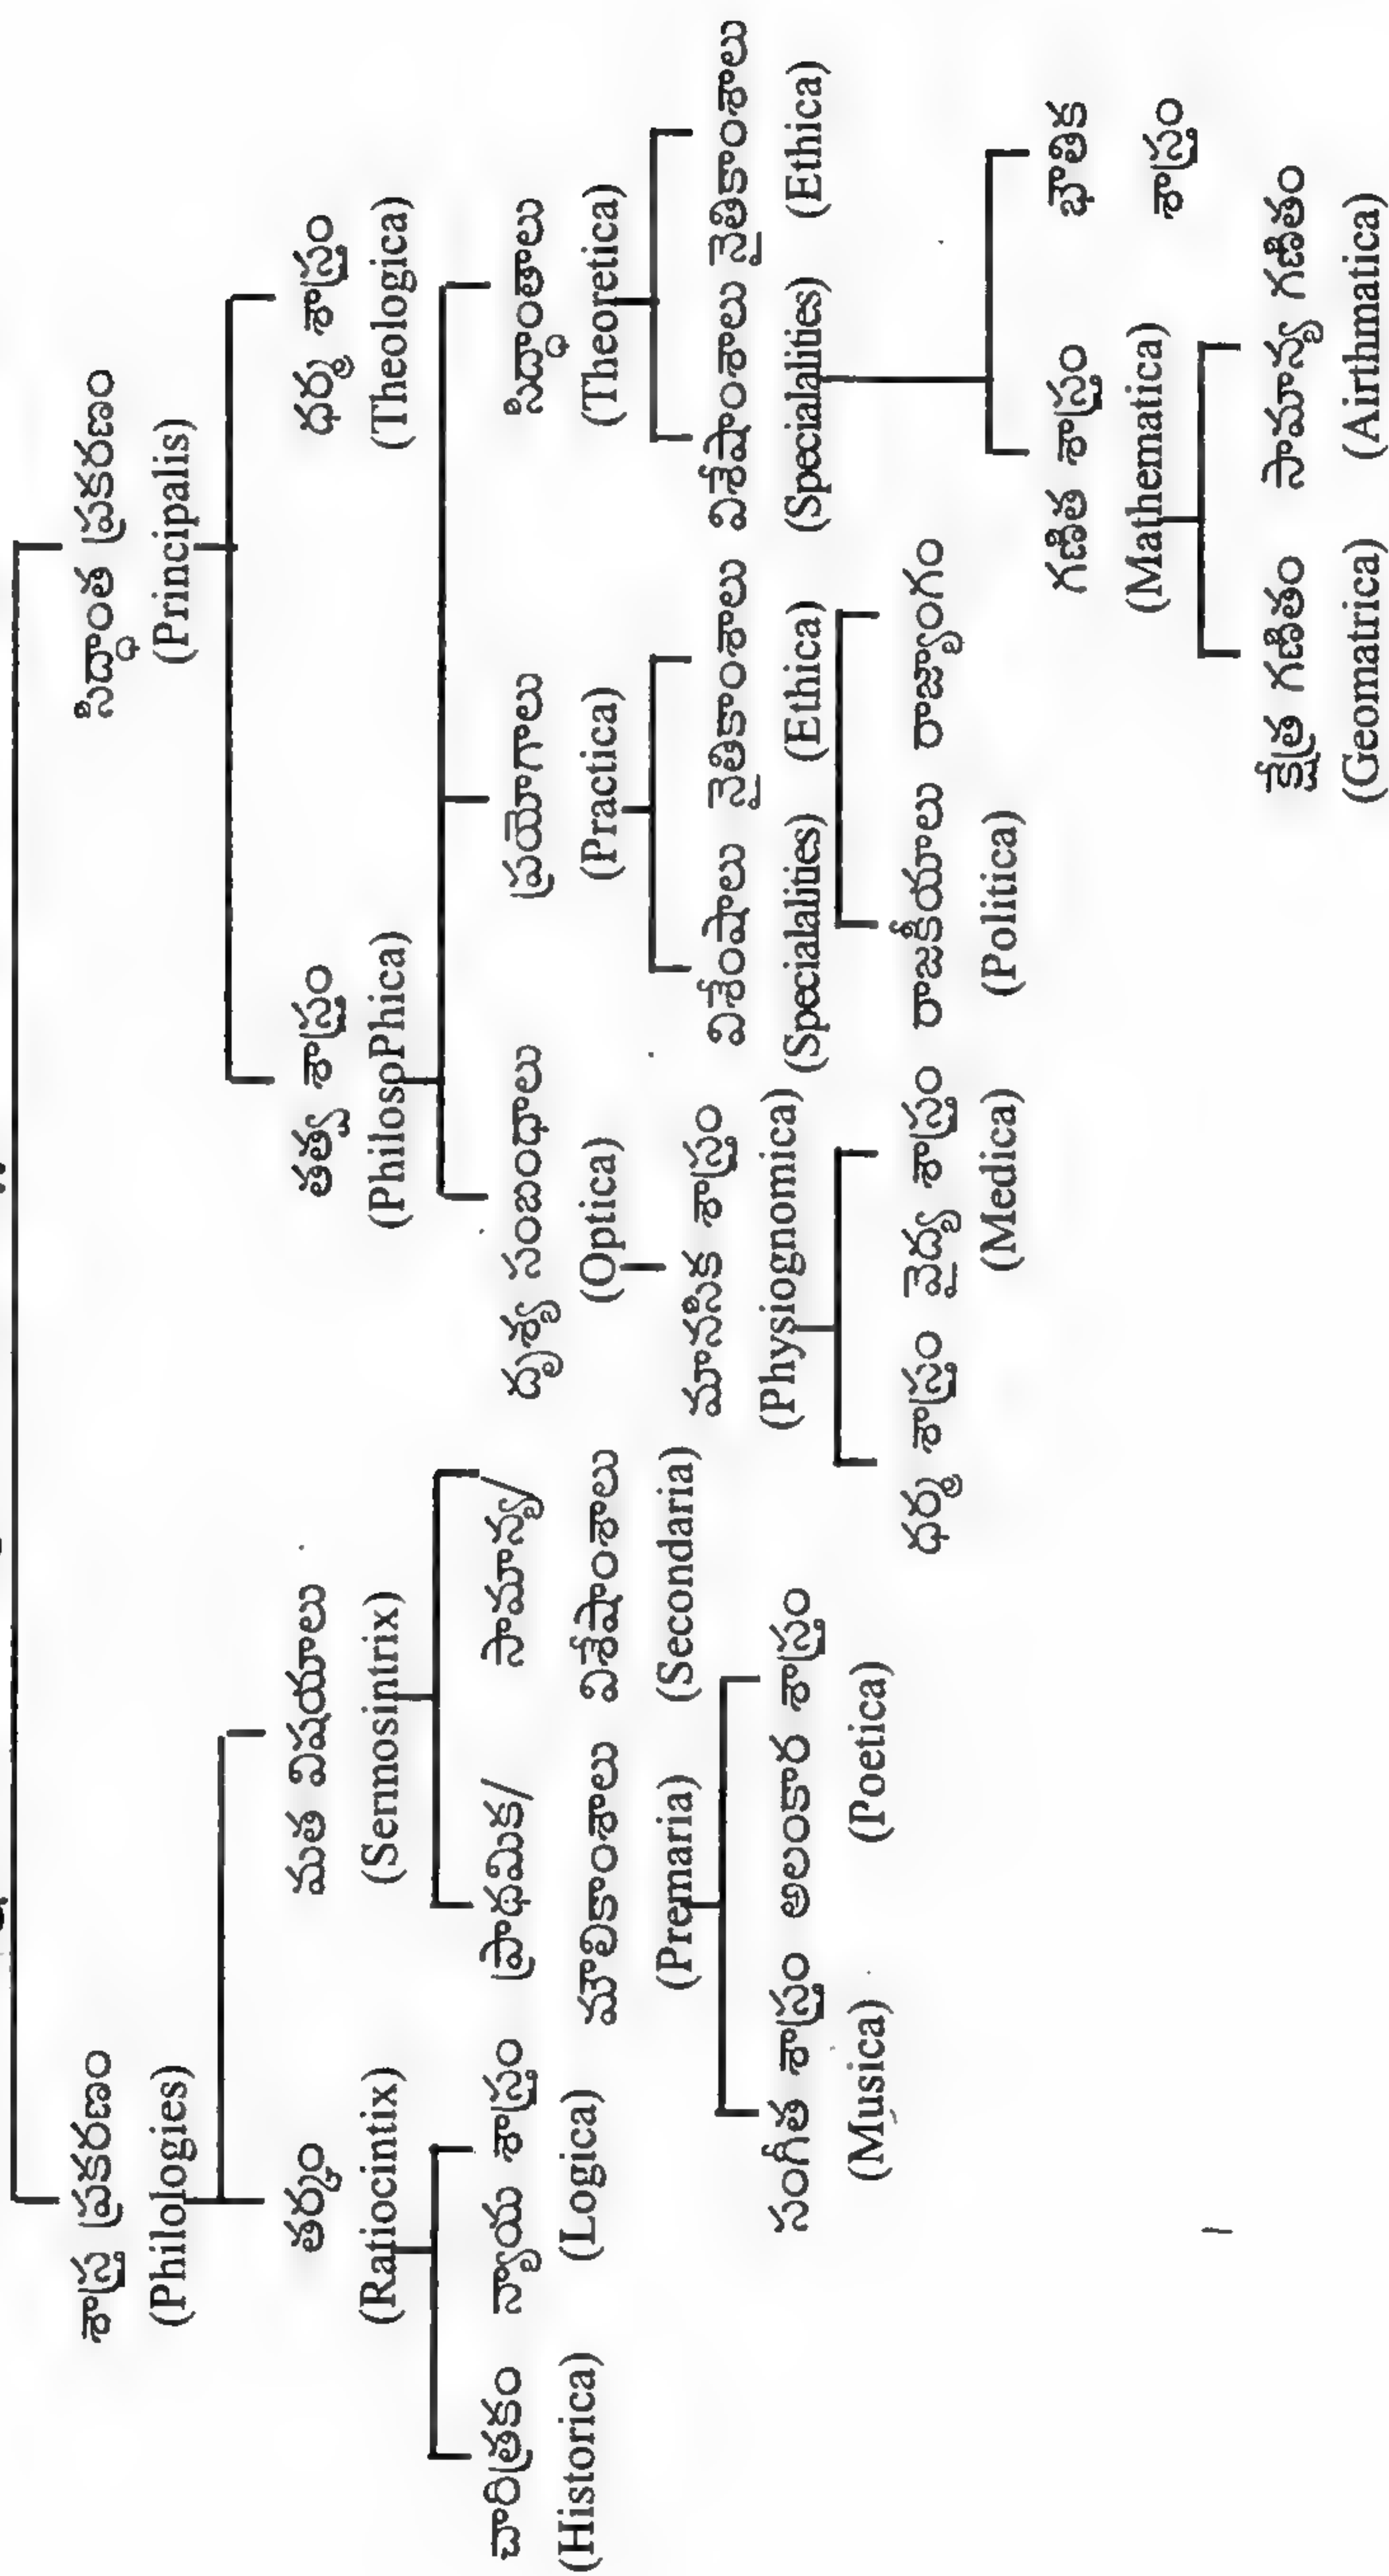 శాస్త్ర ప్రకరణం సిద్ధాంత ప్రకరణం
(Philologies) (Principalis)
తర్కం మత విషయాలు తత్వ శాస్త్రం ధర్మ శాస్త్రం
(Ratiocintix) (Sermosintrix) (PhilosoPhica) (Theologica)
చారిత్రకం న్యాయ శాస్త్రం ప్రాథమిక/ సామాన్య/ దృశ్య సంబంధాలు ప్రయోగాలు సిద్ధాంతాలు
(Historica) (Logica) మౌలికాంశాలు విశేషాంశాలు (Optica) (Practica) (Theoretica)
(Premaria) (Secondaria) మానసిక శాస్త్రం విశేంషాలు నైతికాంశాలు విశేషాంశాలు నైతికాంశాలు
(Physiognomica) (Specialalities) (Ethica) (Specialalities) (Ethica)
సంగీత శాస్త్రం అలంకార శాస్త్రం
(Musica) (Poetica)
ధర్మ శాస్త్రం వైద్య శాస్త్రం రాజకీయాలు రాజ్యాంగం
(Medica) (Politica)
గణిత శాస్త్రం భౌతిక
(Mathematica) శాస్త్రం
క్షేత్ర గణితం సామాన్య గణితం
(Geomatrica) (Airthmatica)